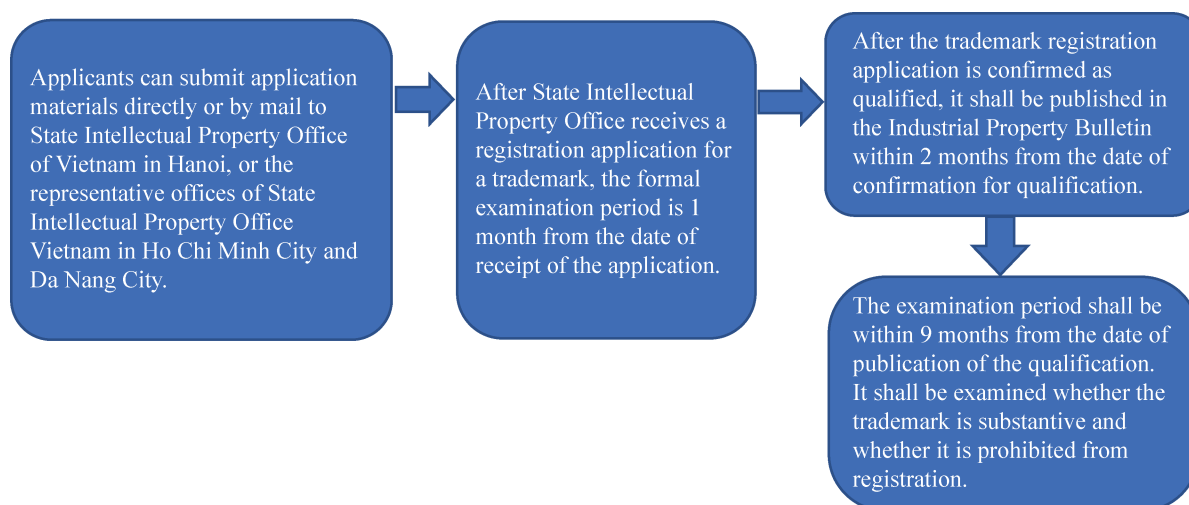 Applicants can submit application
materials directly or by mail to
State Intellectual Property Office
of Vietnam in Hanoi, or the
representative offices of State
Intellectual Property Office
Vietnam in Ho Chi Minh City and
Da Nang City.
After State Intellectual
Property Office receives a
registration application for
a trademark, the formal
examination period is 1
month from the date of
receipt of the application.
After the trademark registration
application is confirmed as
qualified, it shall be published in
the Industrial Property Bulletin
within 2 months from the date of
confirmation for qualification.
The examination period shall be
within 9 months from the date of
publication of the qualification.
It shall be examined whether the
trademark is substantive and
whether it is prohibited from
registration.